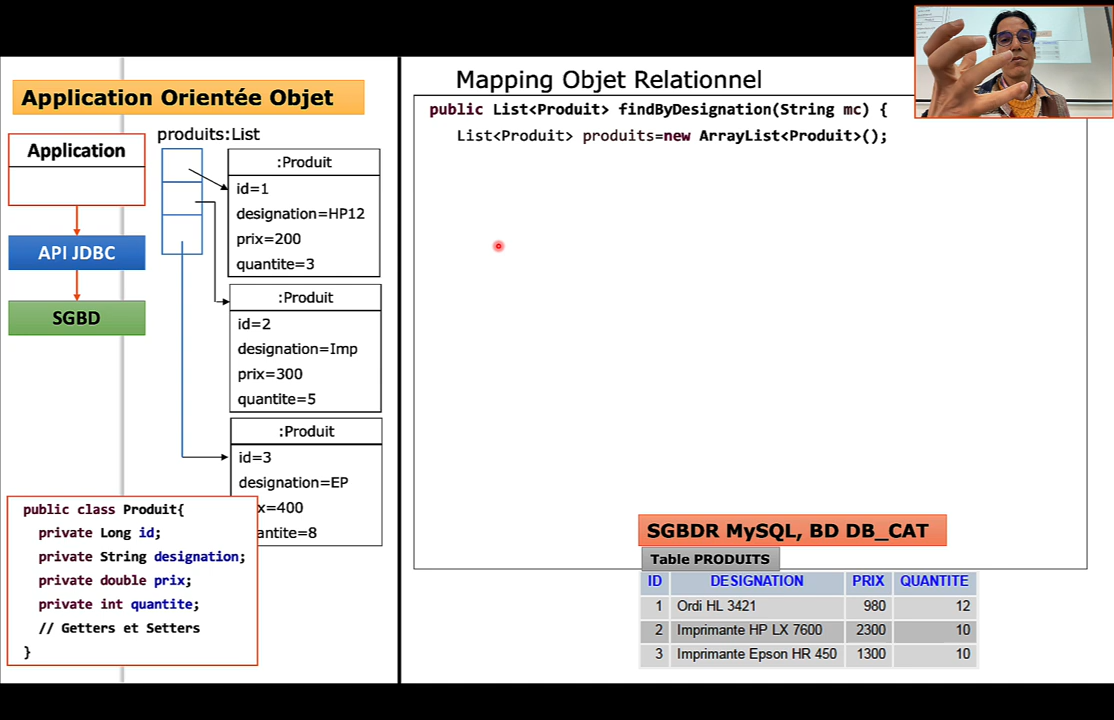 Application Orientée Objet
Application
API JDBC
SGBD
produits:List
:Produit
id=1
designation=HP12
prix=200
quantite=3
:Produit
id=2
designation=Imp
prix=300
quantite=5
:Produit
id=3
designation=EP
x=400
antite=8
public class Produit{
private Long id;
private String designation;
private double prix;
private int quantite;
// Getters et Setters
}
Mapping Objet Relationnel
public List<Produit> findByDesignation(String mc) {
List<Produit> produits=new ArrayList<Produit>();
SGBDR MySQL, BD DB_CAT
Table PRODUITS
ID DESIGNATION PRIX QUANTITE
1 Ordi HL 3421 980 12
2 Imprimante HP LX 7600 2300 10
3 Imprimante Epson HR 450 1300 10